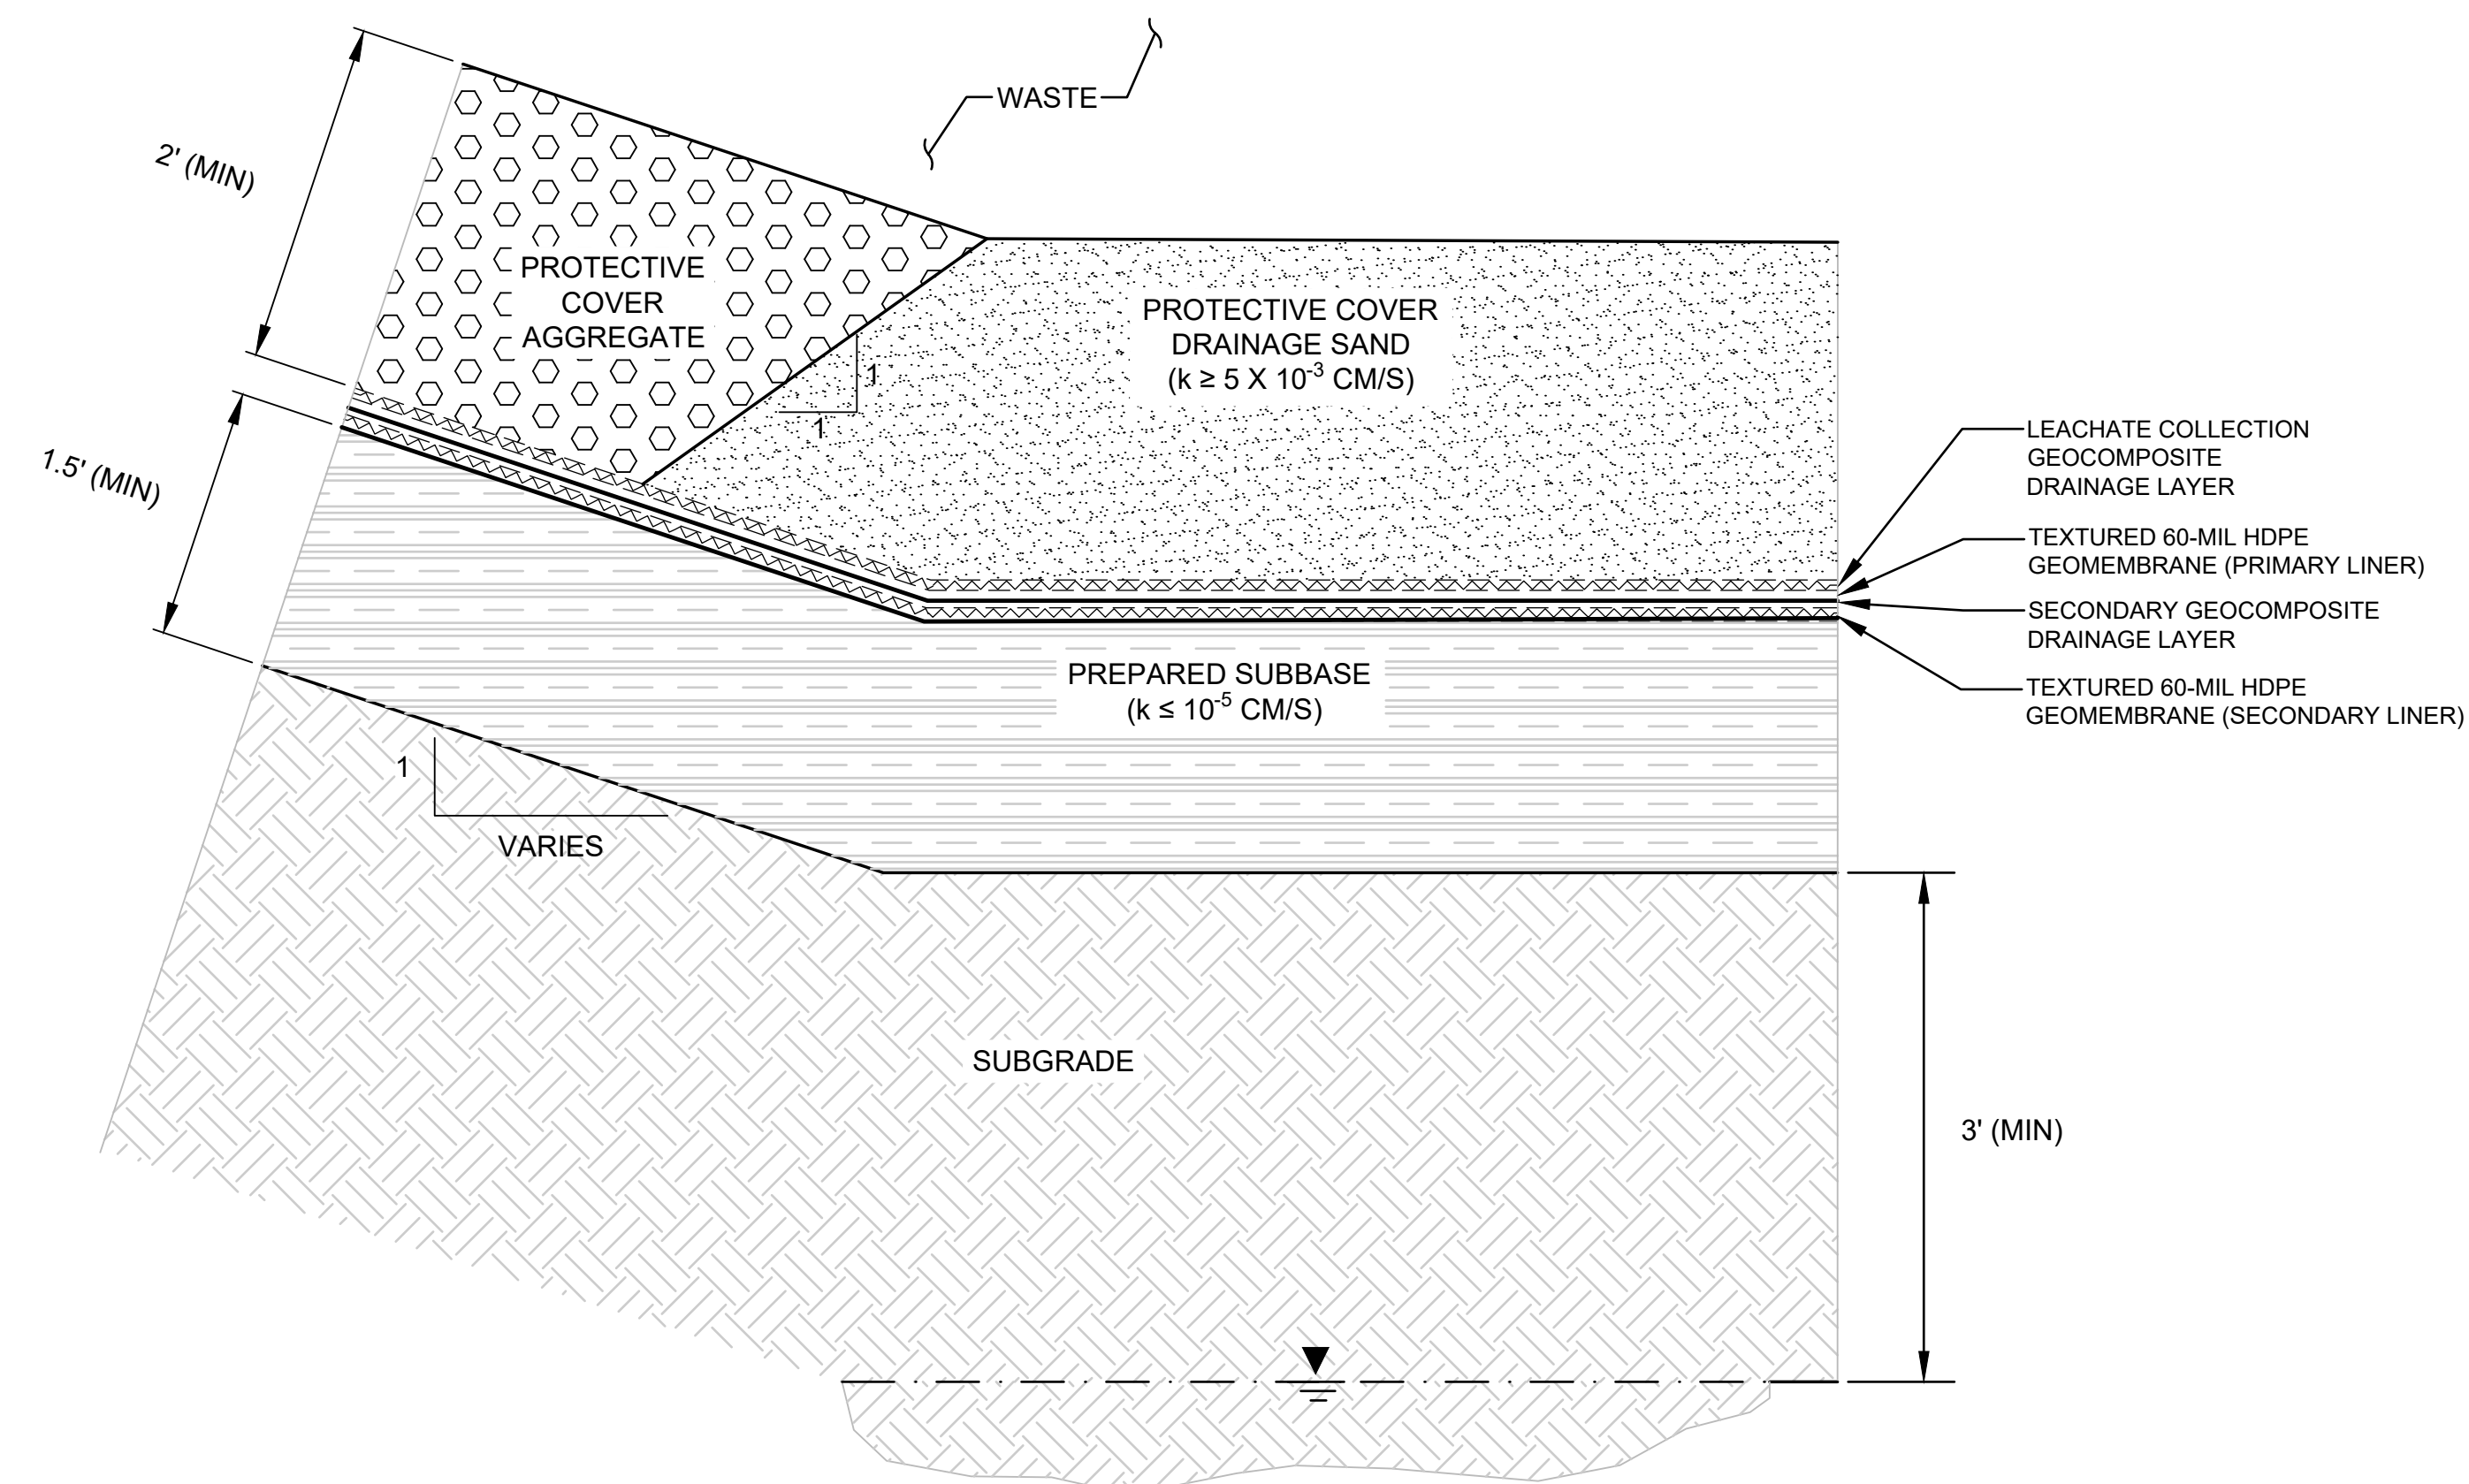 WASTE
2' (MIN)
PROTECTIVE
COVER
AGGREGATE
PROTECTIVE COVER
DRAINAGE SAND
(k ≥ 5 X 10⁻³ CM/S)
1
1
1.5' (MIN)
LEACHATE COLLECTION
GEOCOMPOSITE
DRAINAGE LAYER
TEXTURED 60-MIL HDPE
GEOMEMBRANE (PRIMARY LINER)
SECONDARY GEOCOMPOSITE
DRAINAGE LAYER
TEXTURED 60-MIL HDPE
GEOMEMBRANE (SECONDARY LINER)
PREPARED SUBBASE
(k ≤ 10⁻⁵ CM/S)
1
VARIES
SUBGRADE
3' (MIN)